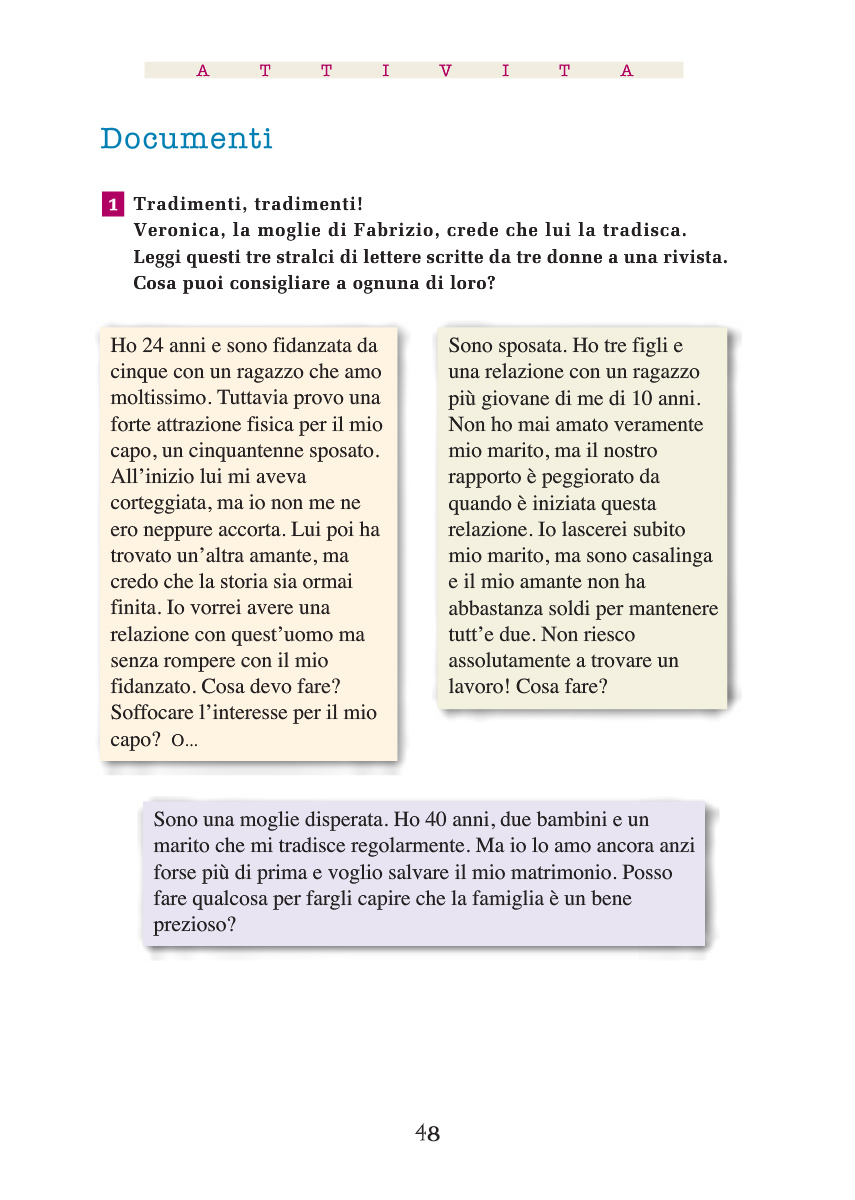 A T T I V I T A
Documenti
1 Tradimenti, tradimenti!
Veronica, la moglie di Fabrizio, crede che lui la tradisca.
Leggi questi tre stralci di lettere scritte da tre donne a una rivista.
Cosa puoi consigliare a ognuna di loro?
Ho 24 anni e sono fidanzata da
cinque con un ragazzo che amo
moltissimo. Tuttavia provo una
forte attrazione fisica per il mio
capo, un cinquantenne sposato.
All’inizio lui mi aveva
corteggiata, ma io non me ne
ero neppure accorta. Lui poi ha
trovato un’altra amante, ma
credo che la storia sia ormai
finita. Io vorrei avere una
relazione con quest’uomo ma
senza rompere con il mio
fidanzato. Cosa devo fare?
Soffocare l’interesse per il mio
capo? O...
Sono sposata. Ho tre figli e
una relazione con un ragazzo
più giovane di me di 10 anni.
Non ho mai amato veramente
mio marito, ma il nostro
rapporto è peggiorato da
quando è iniziata questa
relazione. Io lascerei subito
mio marito, ma sono casalinga
e il mio amante non ha
abbastanza soldi per mantenere
tutt’e due. Non riesco
assolutamente a trovare un
lavoro! Cosa fare?
Sono una moglie disperata. Ho 40 anni, due bambini e un
marito che mi tradisce regolarmente. Ma io lo amo ancora anzi
forse più di prima e voglio salvare il mio matrimonio. Posso
fare qualcosa per fargli capire che la famiglia è un bene
prezioso?
48